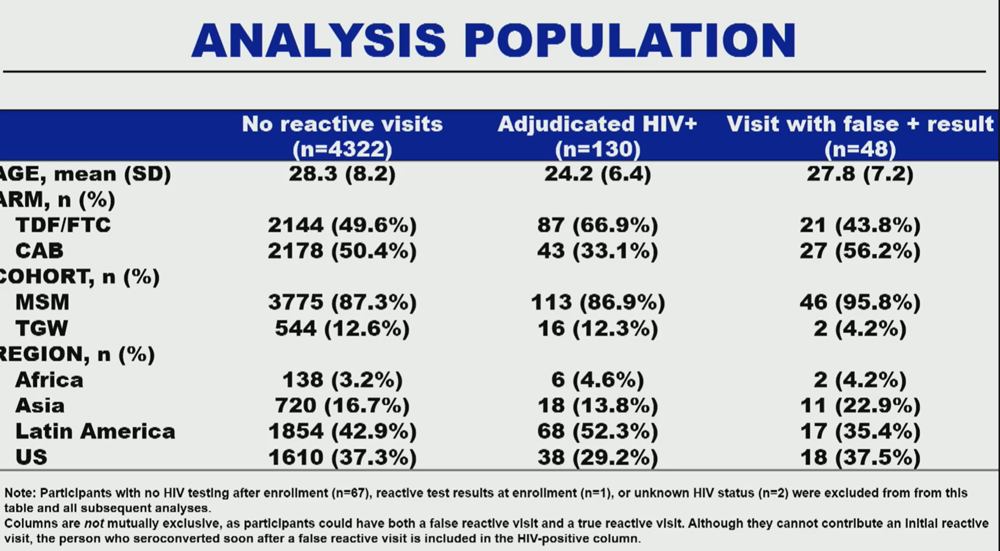 ANALYSIS POPULATION
No reactive visits (n=4322) Adjudicated HIV+ (n=130) Visit with false + result (n=48)
AGE, mean (SD) 28.3 (8.2) 24.2 (6.4) 27.8 (7.2)
ARM, n (%)
TDF/FTC 2144 (49.6%) 87 (66.9%) 21 (43.8%)
CAB 2178 (50.4%) 43 (33.1%) 27 (56.2%)
COHORT, n (%)
MSM 3775 (87.3%) 113 (86.9%) 46 (95.8%)
TGW 544 (12.6%) 16 (12.3%) 2 (4.2%)
REGION, n (%)
Africa 138 (3.2%) 6 (4.6%) 2 (4.2%)
Asia 720 (16.7%) 18 (13.8%) 11 (22.9%)
Latin America 1854 (42.9%) 68 (52.3%) 17 (35.4%)
US 1610 (37.3%) 38 (29.2%) 18 (37.5%)
Note: Participants with no HIV testing after enrollment (n=67), reactive test results at enrollment (n=1), or unknown HIV status (n=2) were excluded from from this
table and all subsequent analyses.
Columns are not mutually exclusive, as participants could have both a false reactive visit and a true reactive visit. Although they cannot contribute an initial reactive
visit, the person who seroconverted soon after a false reactive visit is included in the HIV-positive column.